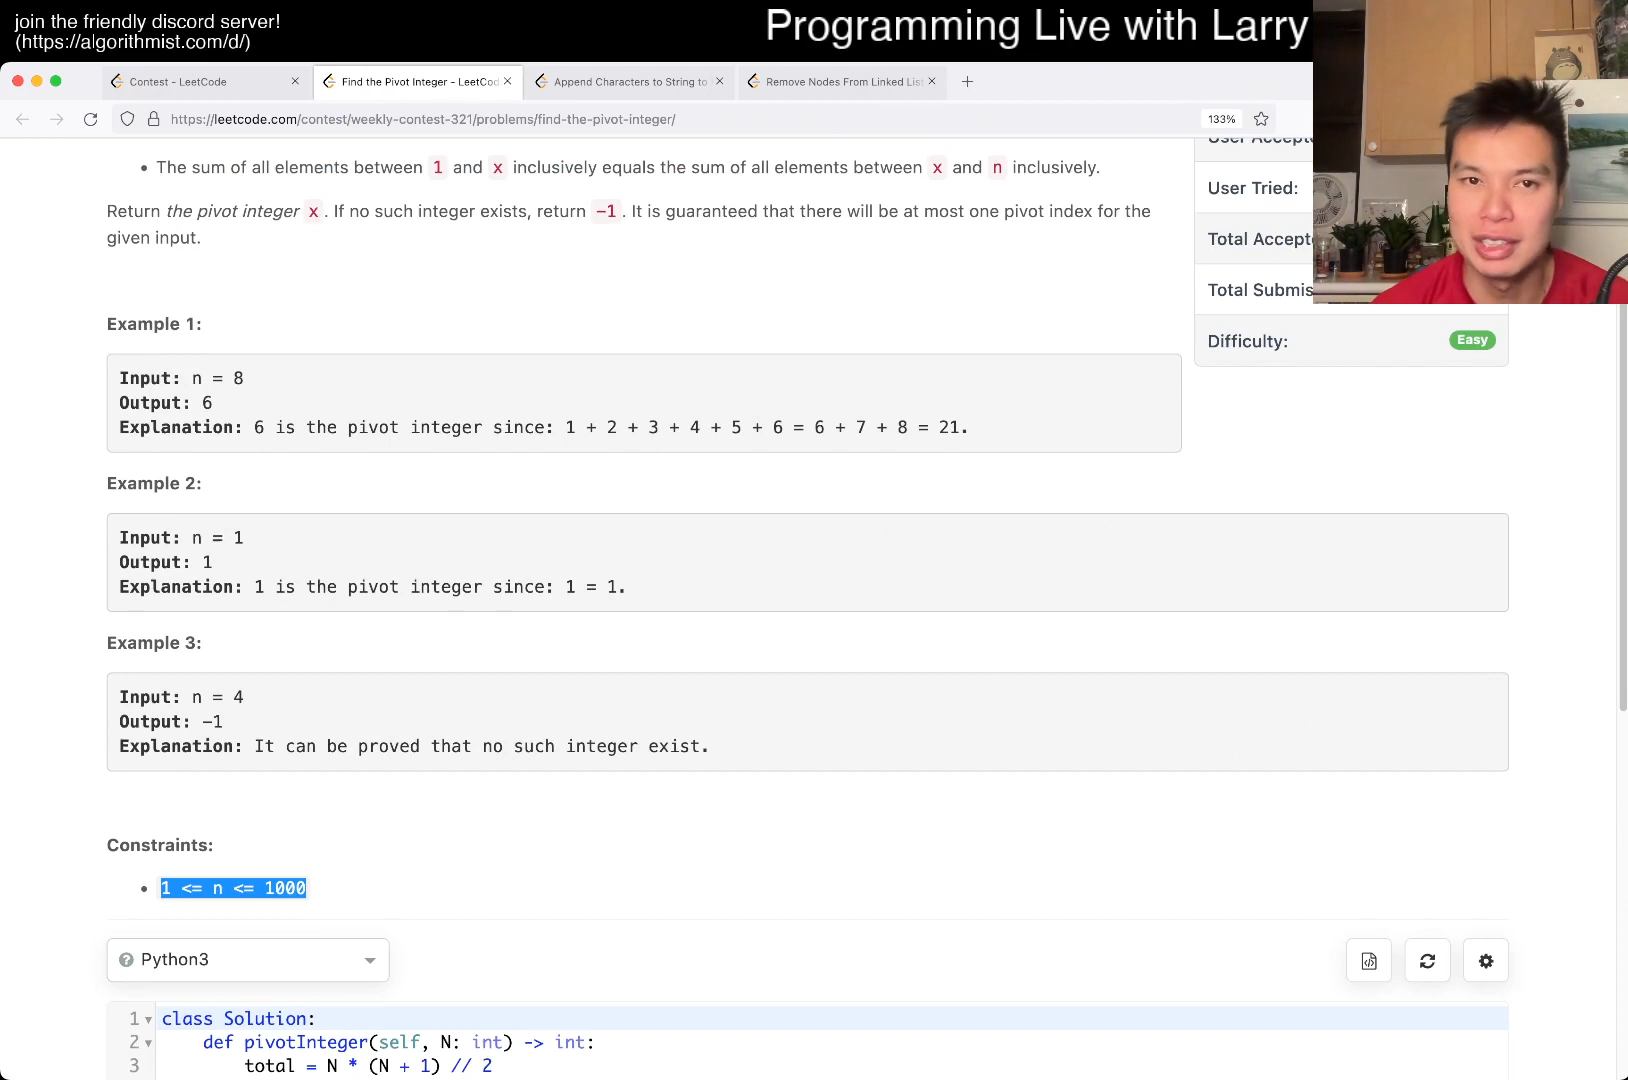 join the friendly discord server!
(https://algorithmist.com/d/)
Programming Live with Larry
Contest - LeetCode
Find the Pivot Integer - LeetCod
Append Characters to String to
Remove Nodes From Linked Lis
https://leetcode.com/contest/weekly-contest-321/problems/find-the-pivot-integer/
133%
• The sum of all elements between 1 and x inclusively equals the sum of all elements between x and n inclusively.
Return the pivot integer x. If no such integer exists, return -1. It is guaranteed that there will be at most one pivot index for the
given input.
User Accept
User Tried:
Total Accept
Total Submis
Difficulty:
Easy
Example 1:
Input: n = 8
Output: 6
Explanation: 6 is the pivot integer since: 1 + 2 + 3 + 4 + 5 + 6 = 6 + 7 + 8 = 21.
Example 2:
Input: n = 1
Output: 1
Explanation: 1 is the pivot integer since: 1 = 1.
Example 3:
Input: n = 4
Output: -1
Explanation: It can be proved that no such integer exist.
Constraints:
• 1 <= n <= 1000
Python3
1 class Solution:
2 def pivotInteger(self, N: int) -> int:
3 total = N * (N + 1) // 2